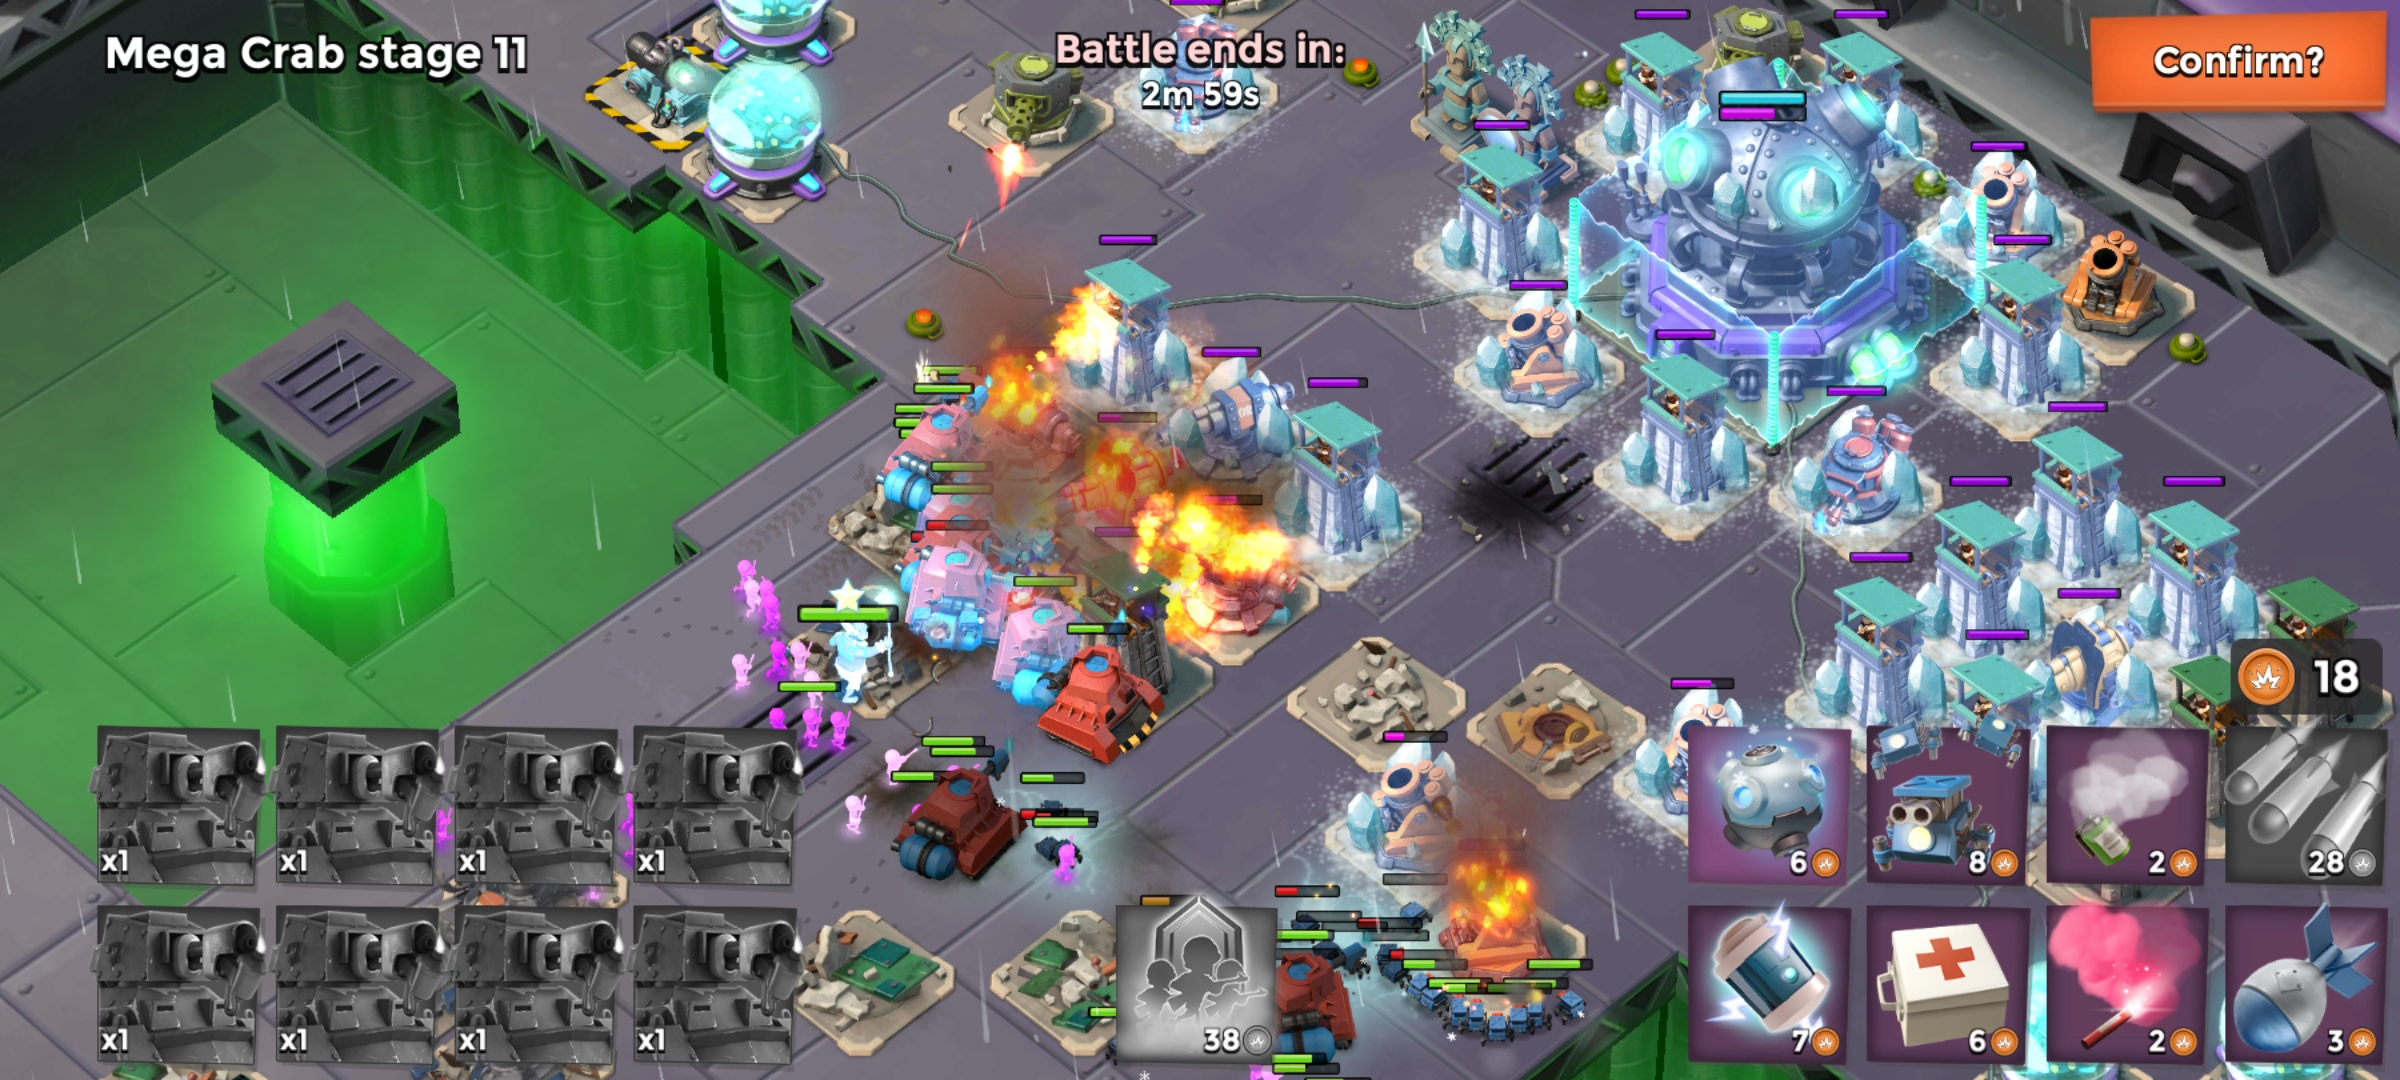 Mega Crab stage 11
Battle ends in:
2m 59s
Confirm?
18
x1
x1
x1
x1
6
8
2
28
x1
x1
x1
x1
38
7
6
2
3